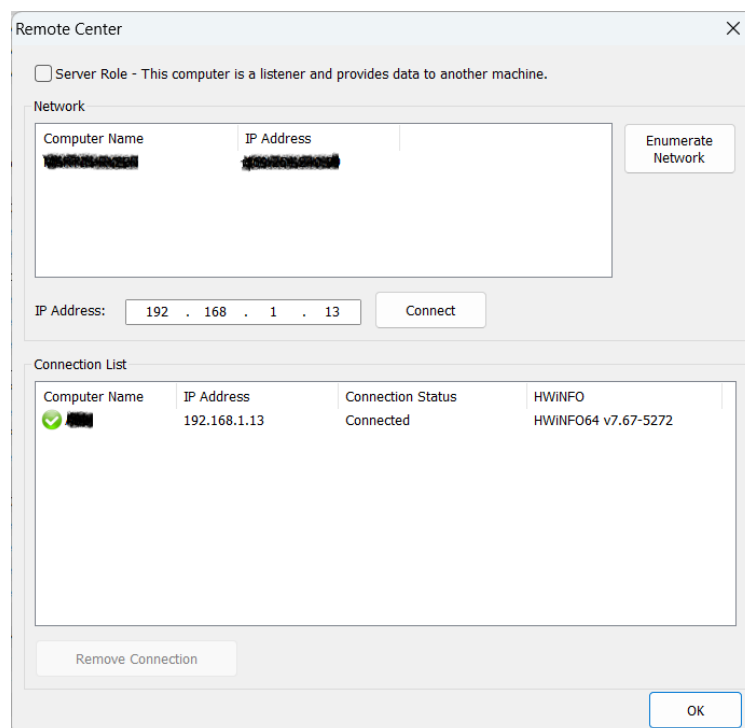 Remote Center
Server Role - This computer is a listener and provides data to another machine.
Network
Computer Name IP Address
Enumerate
Network
IP Address: 192 . 168 . 1 . 13 Connect
Connection List
Computer Name IP Address Connection Status HWiNFO
192.168.1.13 Connected HWiNFO64 v7.67-5272
Remove Connection
OK